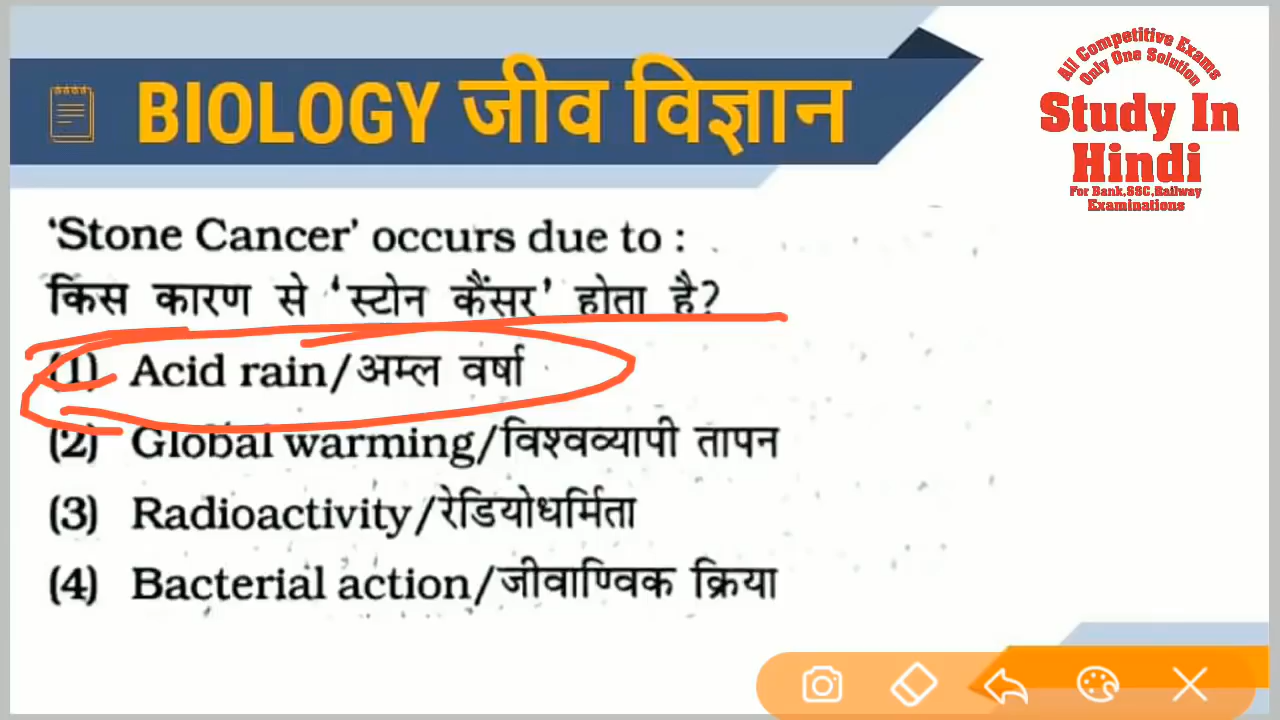 BIOLOGY जीव विज्ञान
All Competitive Exams
Only One Solution
Study In
Hindi
For Bank,SSC,Railway
Examinations
‘Stone Cancer’ occurs due to :
किस कारण से ‘स्टोन कैंसर’ होता है?
(1) Acid rain/अम्ल वर्षा
(2) Global warming/विश्वव्यापी तापन
(3) Radioactivity/रेडियोधर्मिता
(4) Bacterial action/जीवाण्विक क्रिया